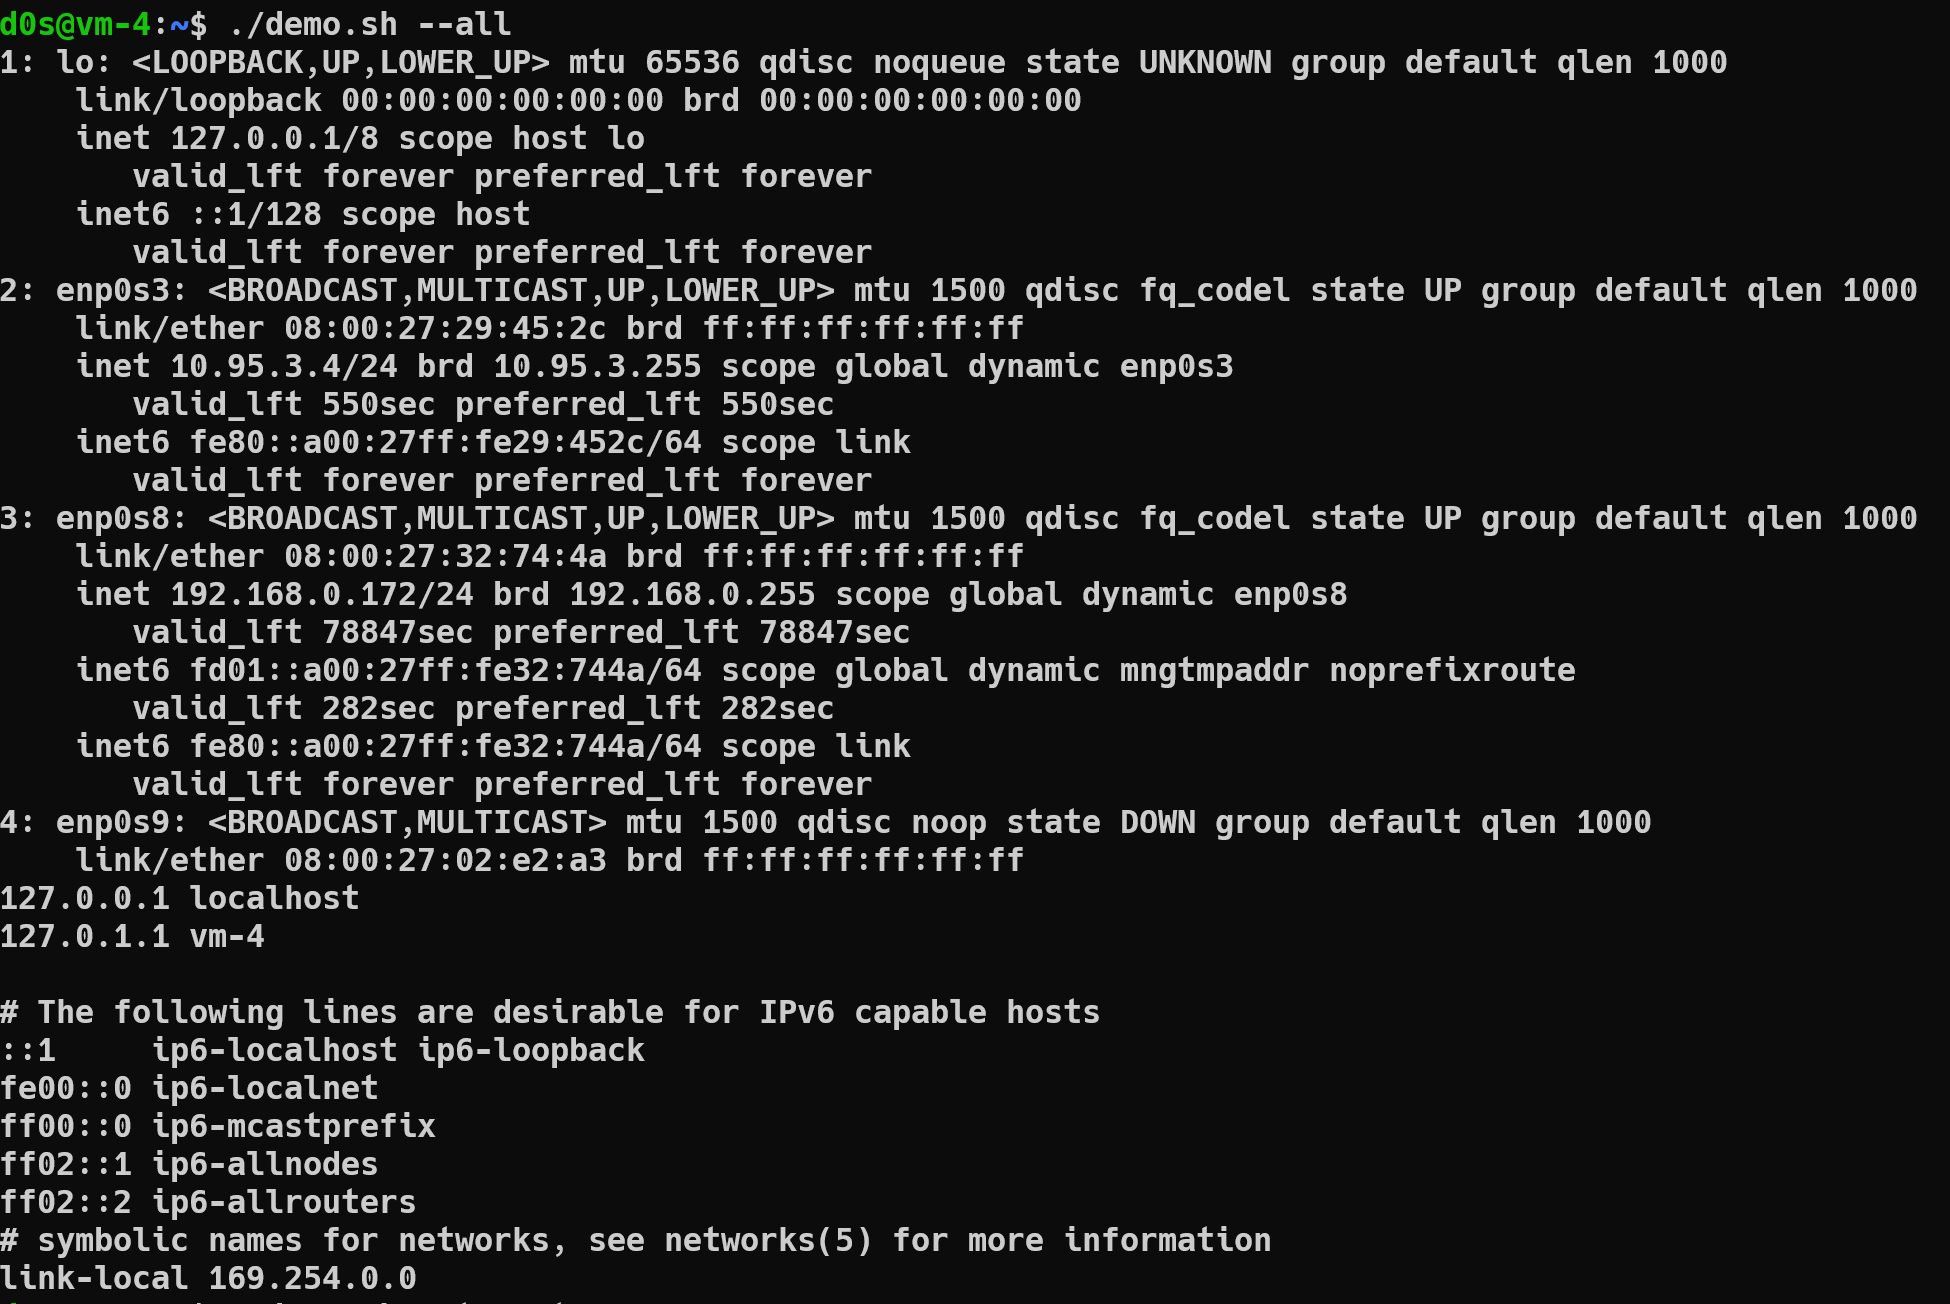 d0s@vm-4:~$ ./demo.sh --all
1: lo: <LOOPBACK,UP,LOWER_UP> mtu 65536 qdisc noqueue state UNKNOWN group default qlen 1000
    link/loopback 00:00:00:00:00:00 brd 00:00:00:00:00:00
    inet 127.0.0.1/8 scope host lo
       valid_lft forever preferred_lft forever
    inet6 ::1/128 scope host
       valid_lft forever preferred_lft forever
2: enp0s3: <BROADCAST,MULTICAST,UP,LOWER_UP> mtu 1500 qdisc fq_codel state UP group default qlen 1000
    link/ether 08:00:27:29:45:2c brd ff:ff:ff:ff:ff:ff
    inet 10.95.3.4/24 brd 10.95.3.255 scope global dynamic enp0s3
       valid_lft 550sec preferred_lft 550sec
    inet6 fe80::a00:27ff:fe29:452c/64 scope link
       valid_lft forever preferred_lft forever
3: enp0s8: <BROADCAST,MULTICAST,UP,LOWER_UP> mtu 1500 qdisc fq_codel state UP group default qlen 1000
    link/ether 08:00:27:32:74:4a brd ff:ff:ff:ff:ff:ff
    inet 192.168.0.172/24 brd 192.168.0.255 scope global dynamic enp0s8
       valid_lft 78847sec preferred_lft 78847sec
    inet6 fd01::a00:27ff:fe32:744a/64 scope global dynamic mngtmpaddr noprefixroute
       valid_lft 282sec preferred_lft 282sec
    inet6 fe80::a00:27ff:fe32:744a/64 scope link
       valid_lft forever preferred_lft forever
4: enp0s9: <BROADCAST,MULTICAST> mtu 1500 qdisc noop state DOWN group default qlen 1000
    link/ether 08:00:27:02:e2:a3 brd ff:ff:ff:ff:ff:ff
127.0.0.1 localhost
127.0.1.1 vm-4

# The following lines are desirable for IPv6 capable hosts
::1     ip6-localhost ip6-loopback
fe00::0 ip6-localnet
ff00::0 ip6-mcastprefix
ff02::1 ip6-allnodes
ff02::2 ip6-allrouters
# symbolic names for networks, see networks(5) for more information
link-local 169.254.0.0